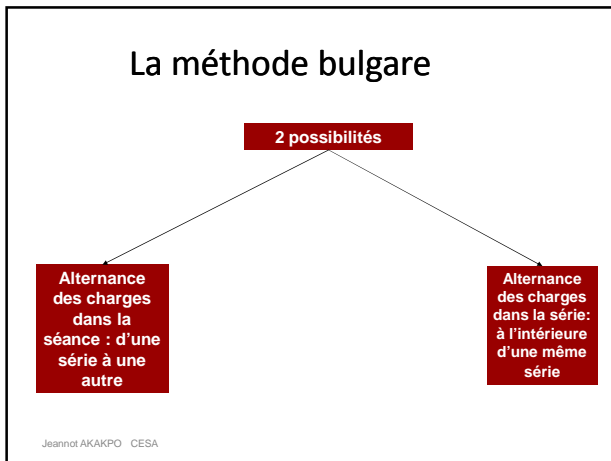 La méthode bulgare
2 possibilités
Alternance
des charges
dans la
séance : d'une
série à une
autre
Alternance
des charges
dans la série:
à l'intérieure
d'une même
série
Jeannot AKAKPO CESA